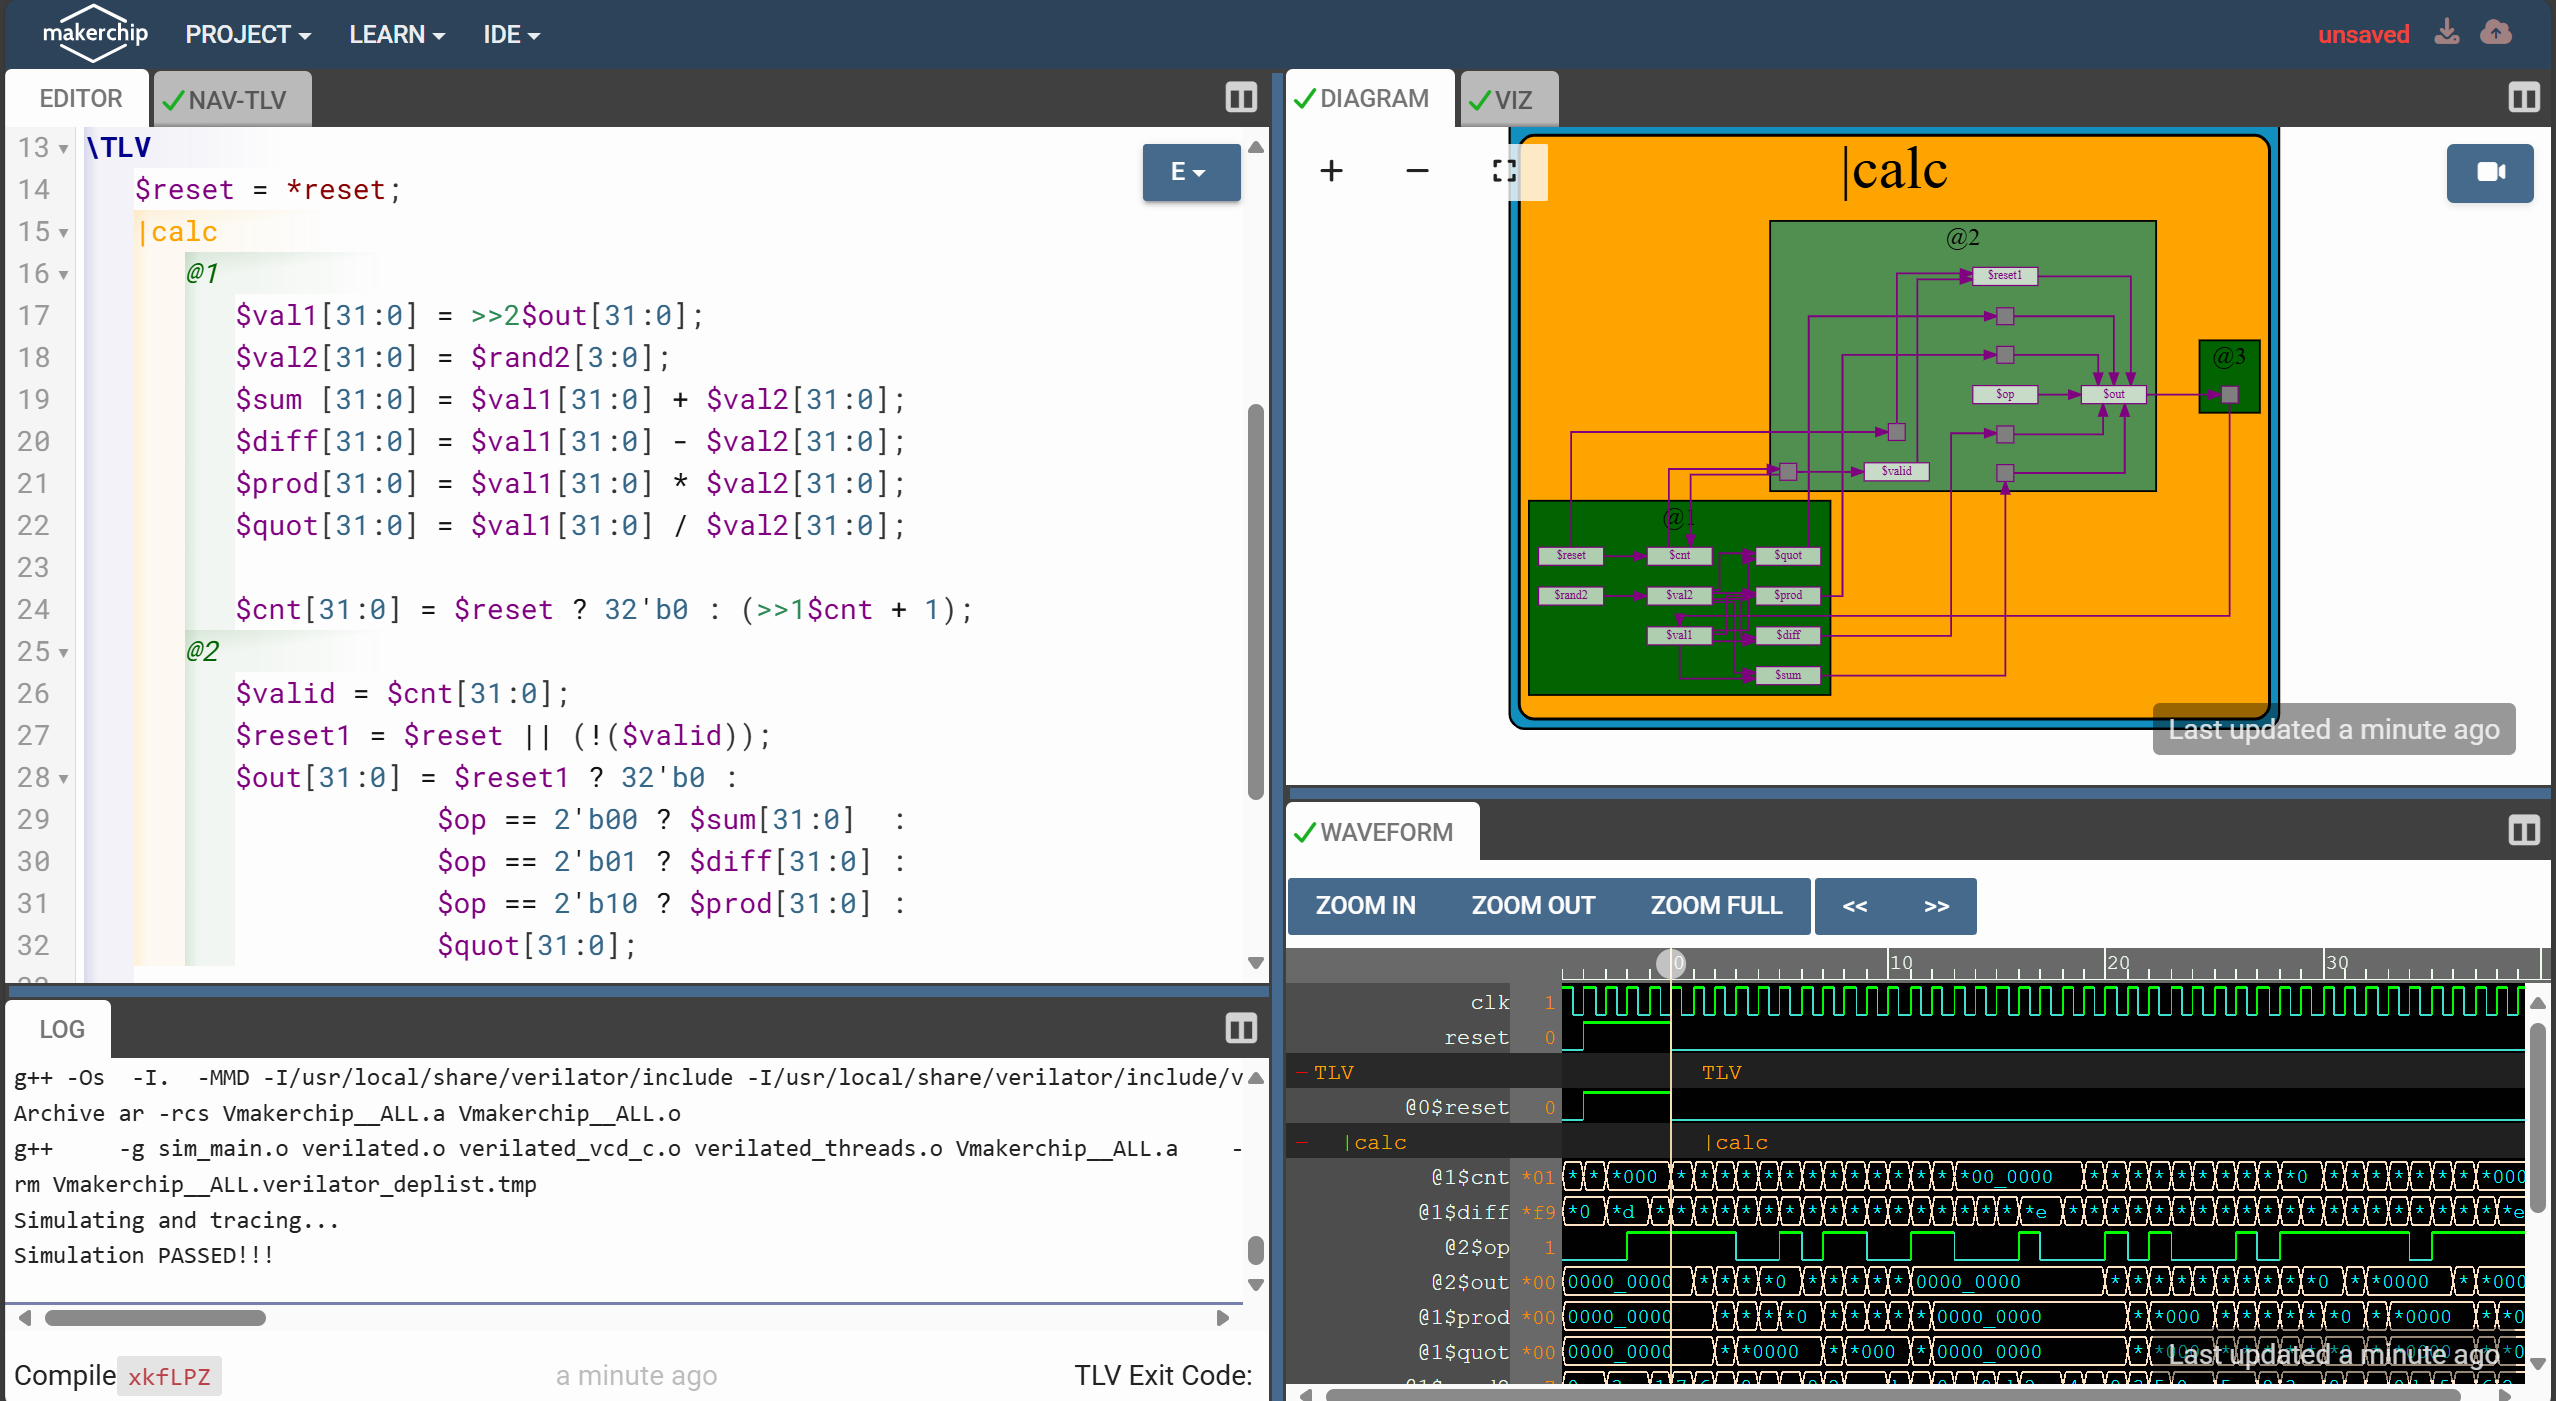 makerchip PROJECT LEARN IDE unsaved
EDITOR NAV-TLV
E
13 \TLV
14 $reset = *reset;
15 |calc
16 @1
17 $val1[31:0] = >>2$out[31:0];
18 $val2[31:0] = $rand2[3:0];
19 $sum [31:0] = $val1[31:0] + $val2[31:0];
20 $diff[31:0] = $val1[31:0] - $val2[31:0];
21 $prod[31:0] = $val1[31:0] * $val2[31:0];
22 $quot[31:0] = $val1[31:0] / $val2[31:0];
23
24 $cnt[31:0] = $reset ? 32'b0 : (>>1$cnt + 1);
25 @2
26 $valid = $cnt[31:0];
27 $reset1 = $reset || (!($valid));
28 $out[31:0] = $reset1 ? 32'b0 :
29 $op == 2'b00 ? $sum[31:0] :
30 $op == 2'b01 ? $diff[31:0] :
31 $op == 2'b10 ? $prod[31:0] :
32 $quot[31:0];
LOG
g++ -Os -I. -MMD -I/usr/local/share/verilator/include -I/usr/local/share/verilator/include/v
Archive ar -rcs Vmakerchip__ALL.a Vmakerchip__ALL.o
g++ -g sim_main.o verilated.o verilated_vcd_c.o verilated_threads.o Vmakerchip__ALL.a -
rm Vmakerchip__ALL.verilator_deplist.tmp
Simulating and tracing...
Simulation PASSED!!!
Compile xkfLPZ a minute ago TLV Exit Code:
DIAGRAM VIZ
|calc
@2
$reset1
@3
$op $out
$valid
@1
$reset $cnt $quot
$rand2 $val2 $prod
$val1 $diff
$sum
Last updated a minute ago
WAVEFORM
ZOOM IN ZOOM OUT ZOOM FULL << >>
0 10 20 30
clk 1
reset 0
TLV TLV
@0$reset 0
|calc |calc
@1$cnt *01 *000 *00_0000 *0 *000
@1$diff *f9 *0 *d *e *e
@2$op 1
@2$out *00 0000_0000 *0 0000_0000 *0 *0000 *000
@1$prod *00 0000_0000 *0 0000_0000 *000 *0 *0000 *0
@1$quot *00 0000_0000 *0000 *000 0000_0000
Last updated a minute ago